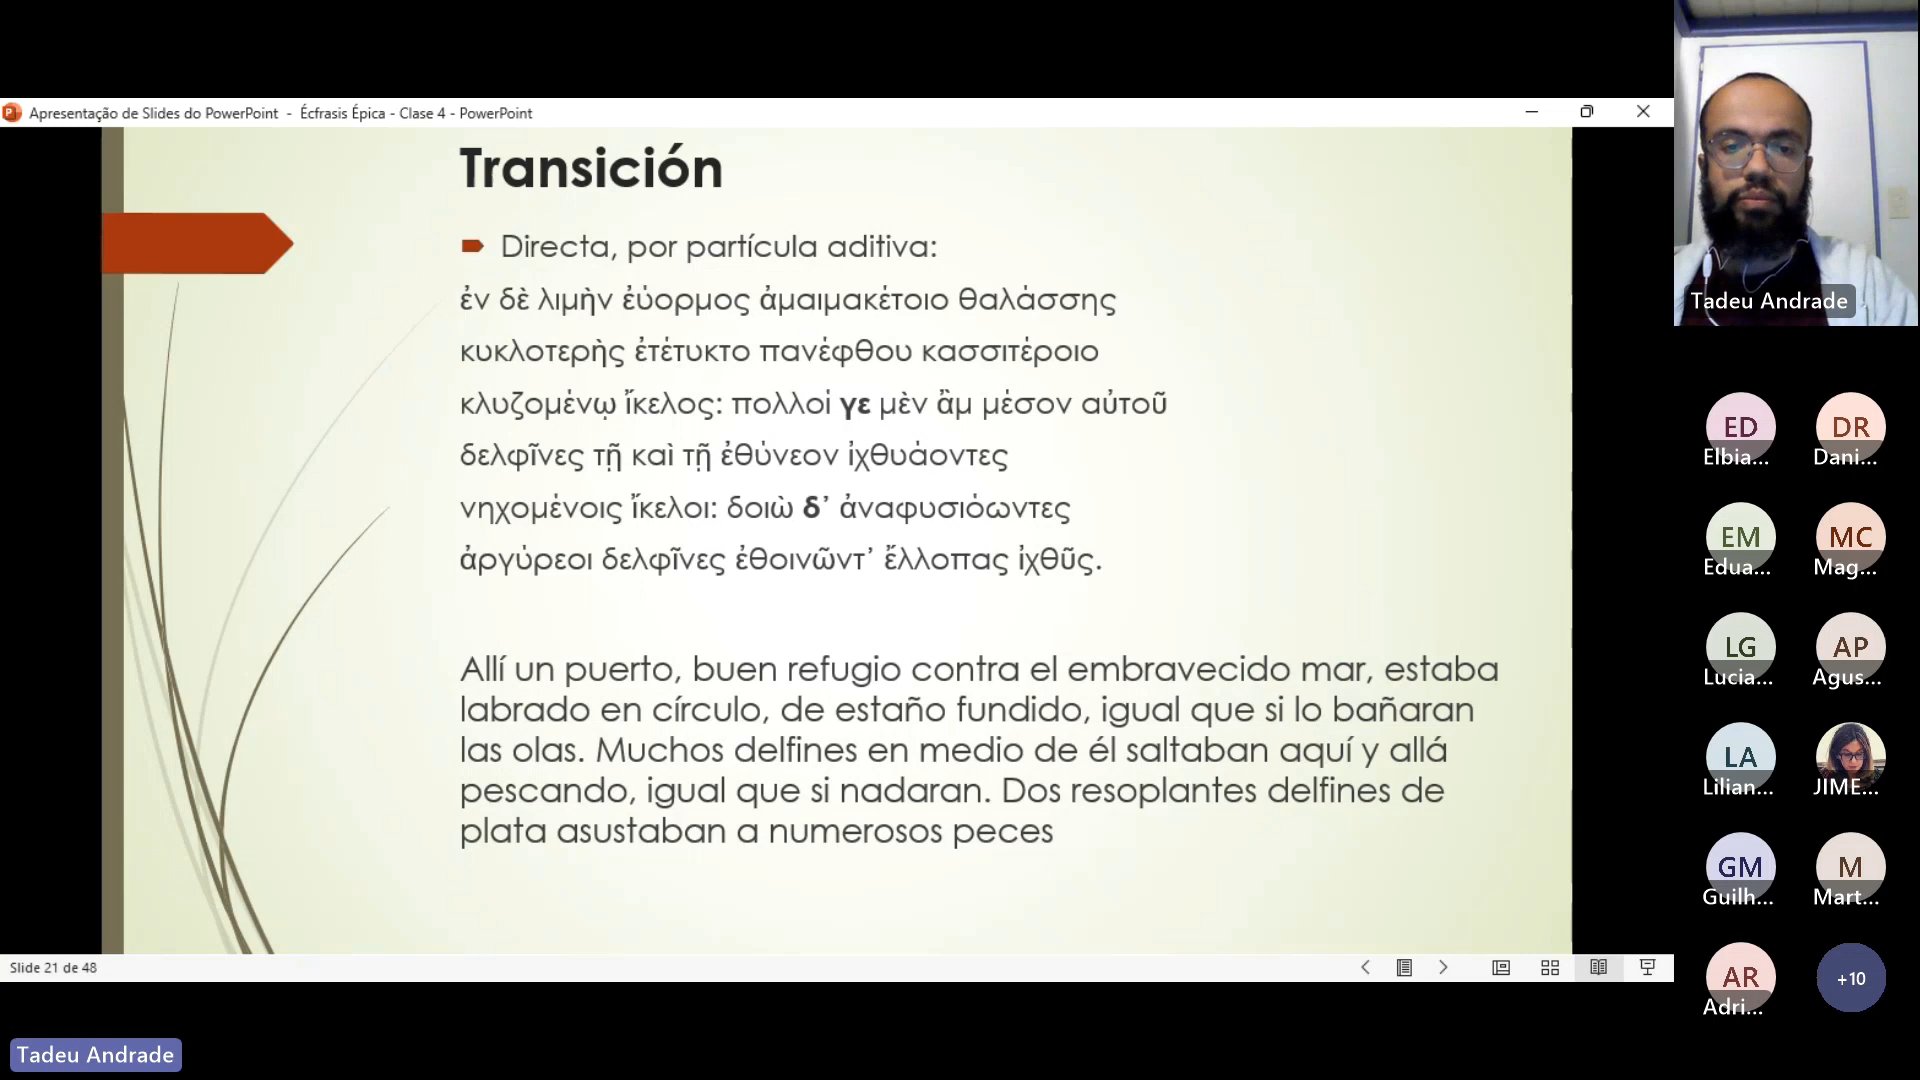 Apresentação de Slides do PowerPoint - Écfrasis Épica - Clase 4 - PowerPoint
Transición
Directa, por partícula aditiva:
ἐν δὲ λιμὴν ἐύορμος ἀμαιμακέτοιο θαλάσσης
κυκλοτερὴς ἐτέτυκτο πανέφθου κασσιτέροιο
κλυζομένῳ ἴκελος: πολλοί γε μὲν ἂμ μέσον αὐτοῦ
δελφῖνες τῇ καὶ τῇ ἐθύνεον ἰχθυάοντες
νηχομένοις ἴκελοι: δοιὼ δ᾽ ἀναφυσιόωντες
ἀργύρεοι δελφῖνες ἐθοινῶντ᾽ ἔλλοπας ἰχθῦς.
Allí un puerto, buen refugio contra el embravecido mar, estaba
labrado en círculo, de estaño fundido, igual que si lo bañaran
las olas. Muchos delfines en medio de él saltaban aquí y allá
pescando, igual que si nadaran. Dos resoplantes delfines de
plata asustaban a numerosos peces
Slide 21 de 48
Tadeu Andrade
Tadeu Andrade
ED
Elbia...
DR
Dani...
EM
Edua...
MC
Mag...
LG
Lucia...
AP
Agus...
LA
Lilian...
JIME...
GM
Guilh...
M
Mart...
AR
Adri...
+10